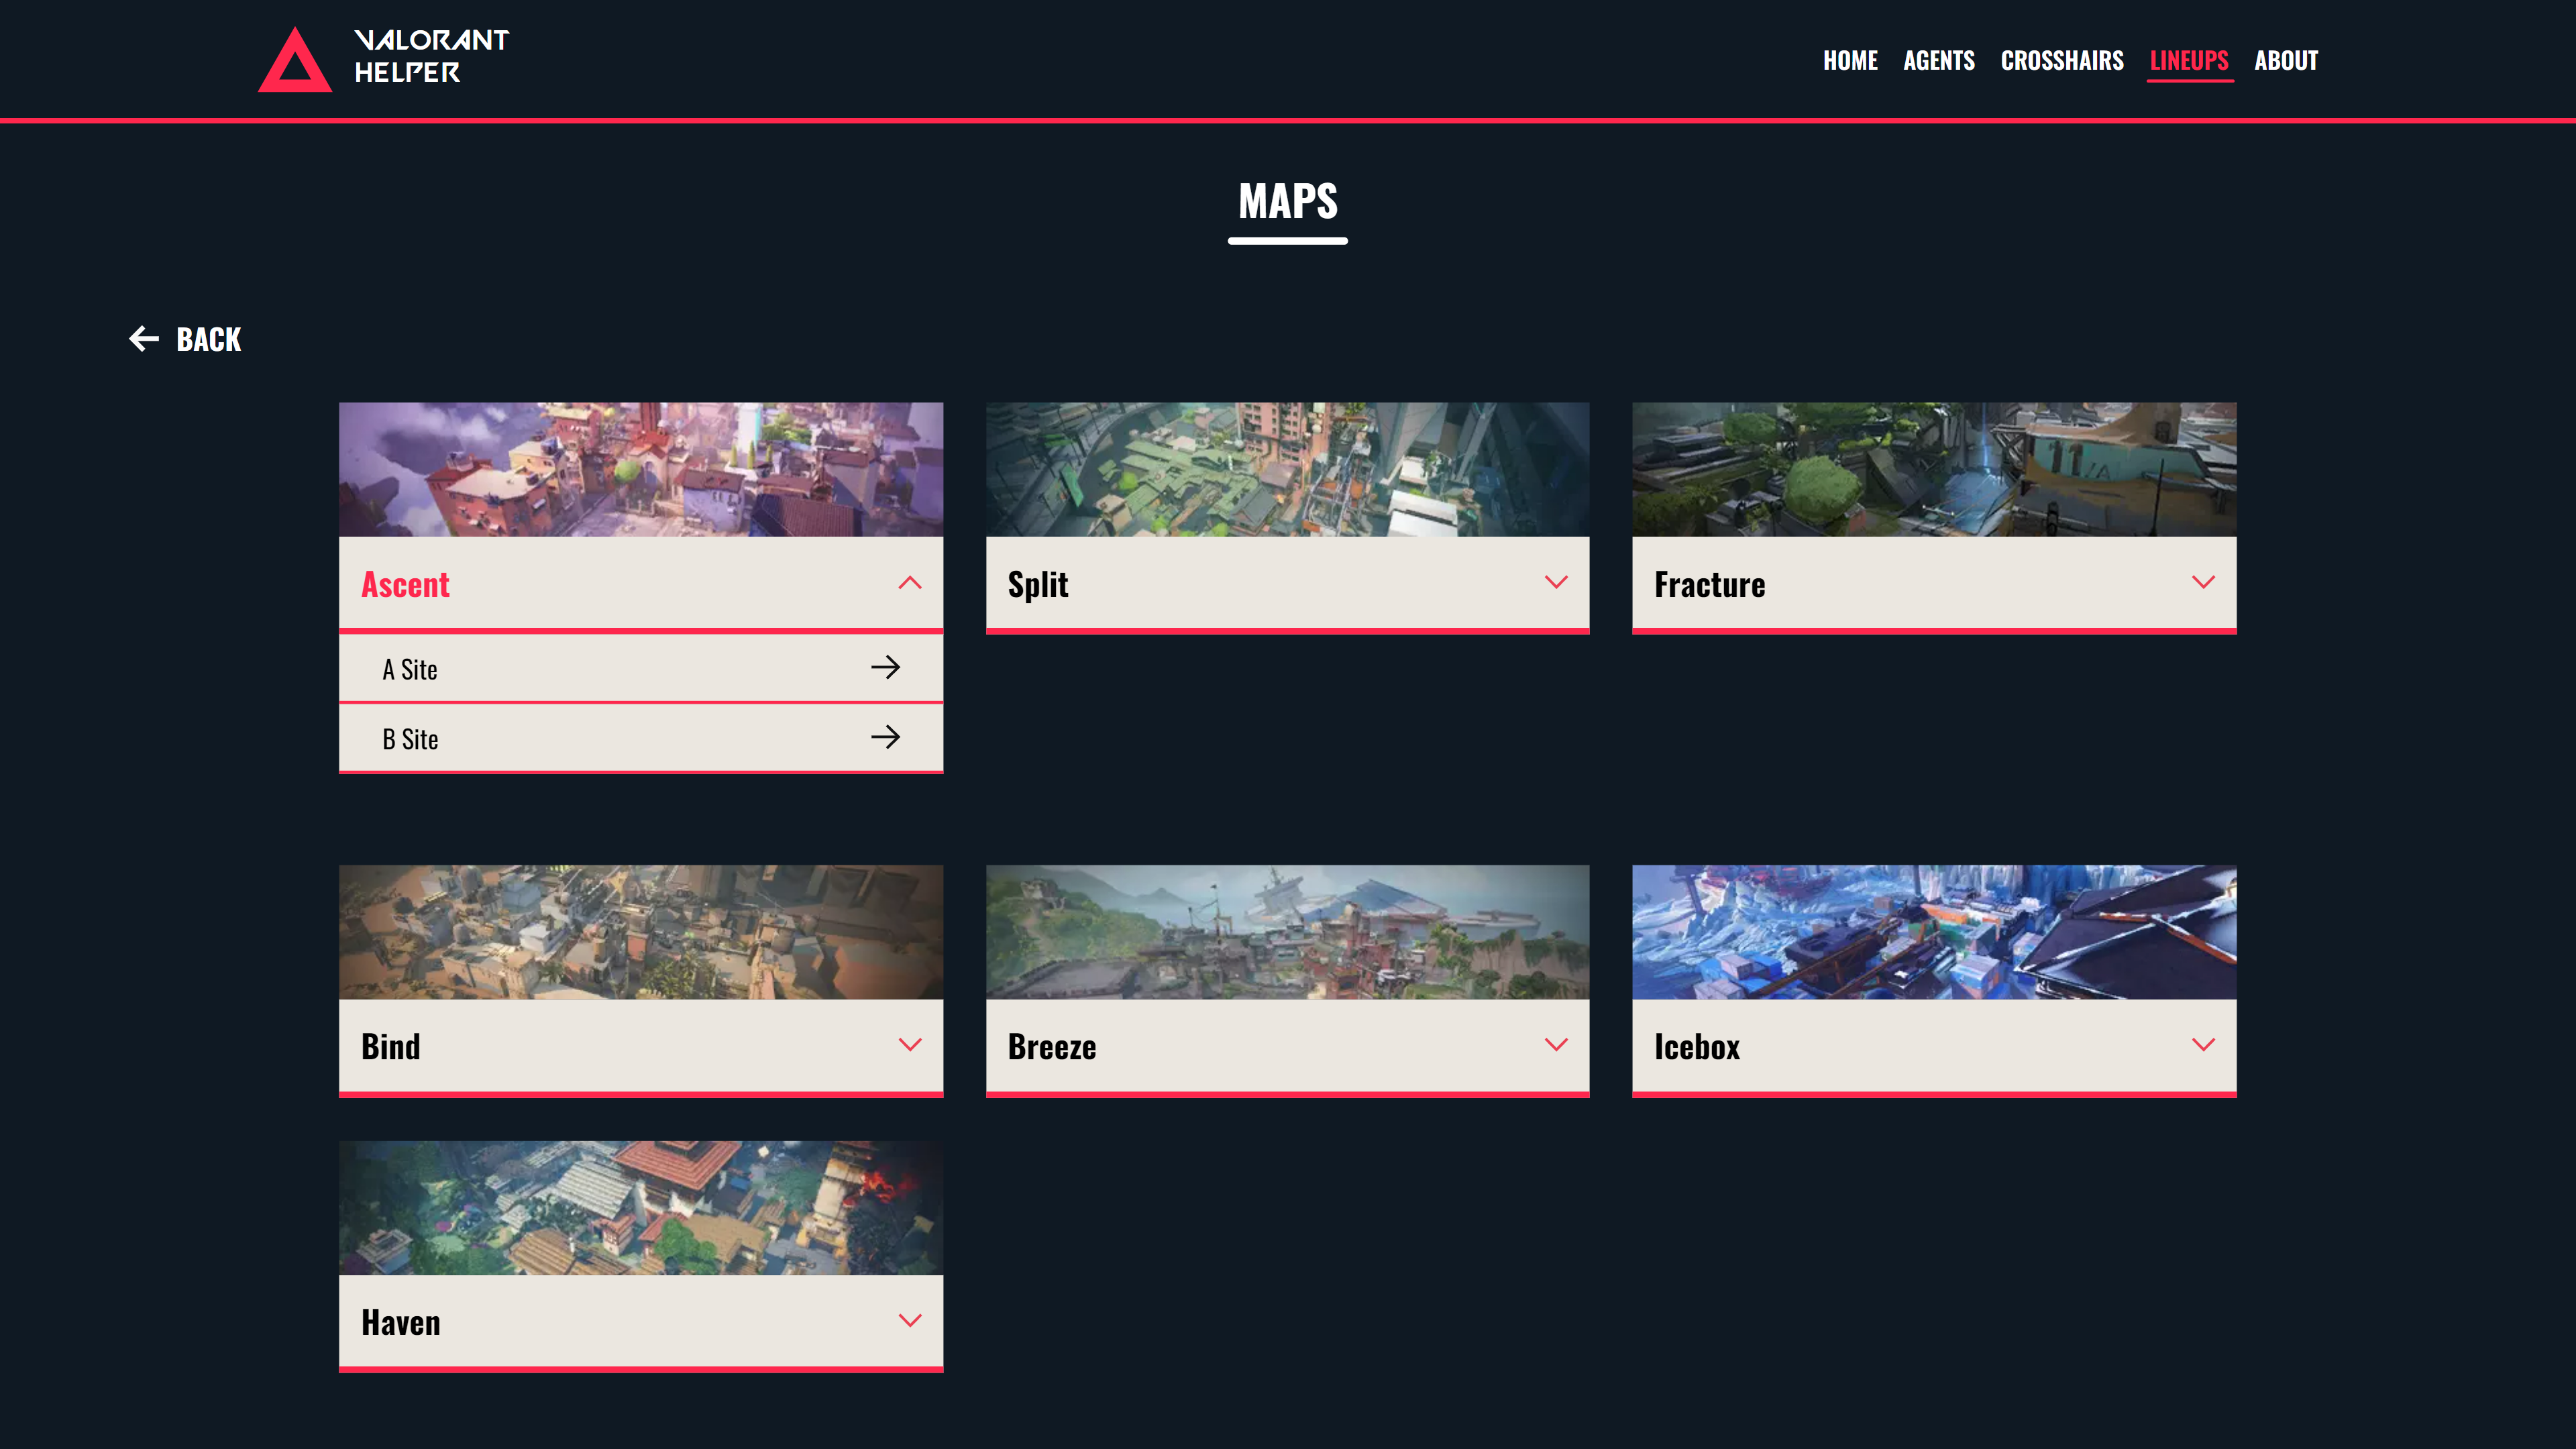 VALORANT
HELPER
HOME AGENTS CROSSHAIRS LINEUPS ABOUT
MAPS
BACK
Ascent
Split
Fracture
A Site
B Site
Bind
Breeze
Icebox
Haven